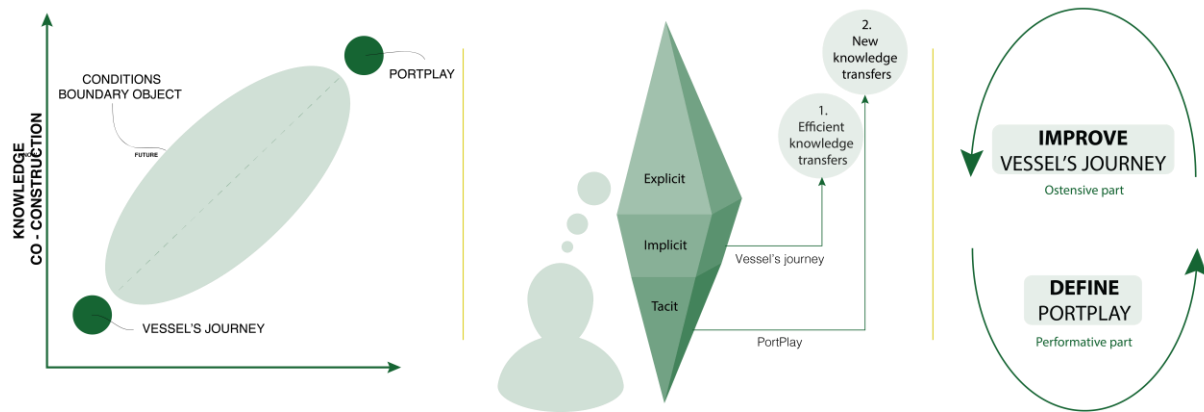 KNOWLEDGE
CO - CONSTRUCTION
CONDITIONS
BOUNDARY OBJECT
FUTURE
PORTPLAY
VESSEL'S JOURNEY
Explicit
Implicit
Tacit
1.
Efficient
knowledge
transfers
2.
New
knowledge
transfers
Vessel's journey
PortPlay
IMPROVE
VESSEL'S JOURNEY
Ostensive part
DEFINE
PORTPLAY
Performative part